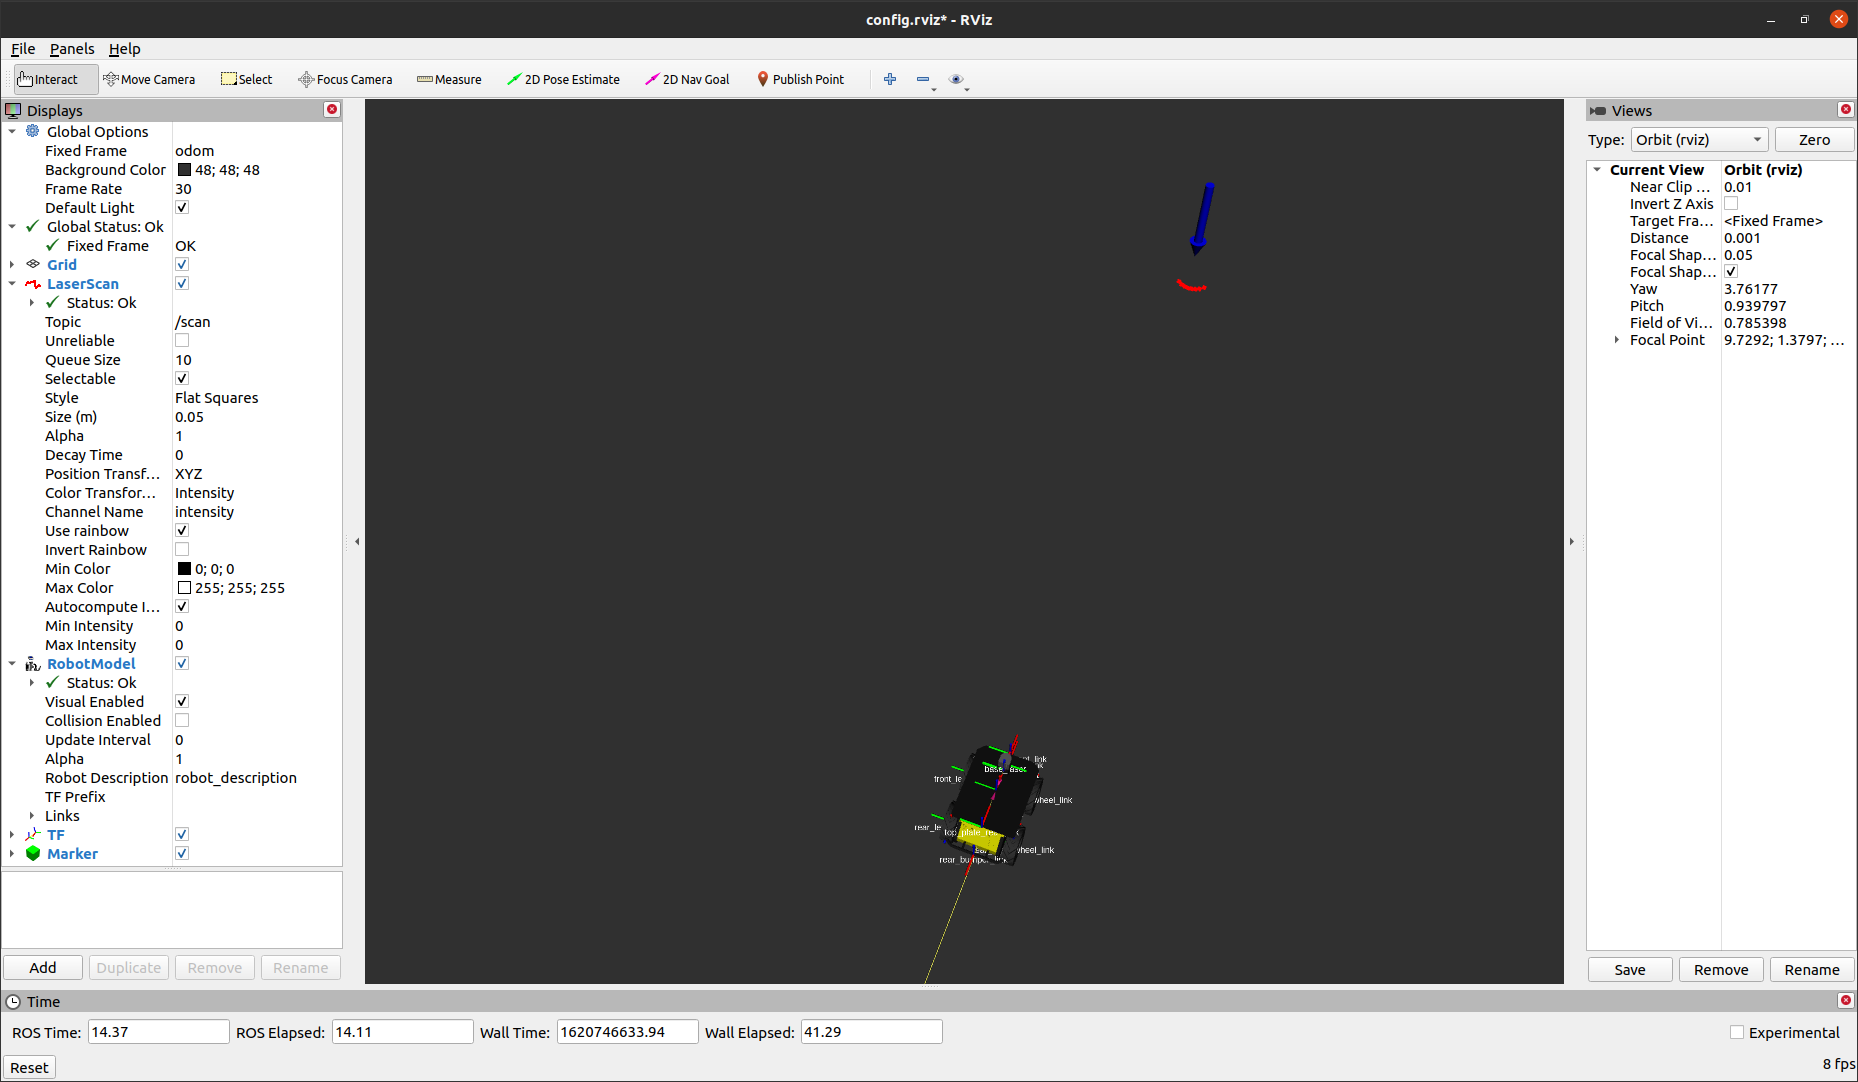 config.rviz* - RViz
File Panels Help
Interact Move Camera Select Focus Camera Measure 2D Pose Estimate 2D Nav Goal Publish Point
Displays
Global Options
Fixed Frame odom
Background Color 48; 48; 48
Frame Rate 30
Default Light
Global Status: Ok
Fixed Frame OK
Grid
LaserScan
Status: Ok
Topic /scan
Unreliable
Queue Size 10
Selectable
Style Flat Squares
Size (m) 0.05
Alpha 1
Decay Time 0
Position Transf... XYZ
Color Transfor... Intensity
Channel Name intensity
Use rainbow
Invert Rainbow
Min Color 0; 0; 0
Max Color 255; 255; 255
Autocompute I...
Min Intensity 0
Max Intensity 0
RobotModel
Status: Ok
Visual Enabled
Collision Enabled
Update Interval 0
Alpha 1
Robot Description robot_description
TF Prefix
Links
TF
Marker
Add Duplicate Remove Rename
front_le
wheel_link
rear_le
wheel_link
Views
Type: Orbit (rviz) Zero
Current View Orbit (rviz)
Near Clip ... 0.01
Invert Z Axis
Target Fra... <Fixed Frame>
Distance 0.001
Focal Shap... 0.05
Focal Shap...
Yaw 3.76177
Pitch 0.939797
Field of Vi... 0.785398
Focal Point 9.7292; 1.3797; ...
Save Remove Rename
Time
ROS Time: 14.37 ROS Elapsed: 14.11 Wall Time: 1620746633.94 Wall Elapsed: 41.29 Experimental
Reset 8 fps